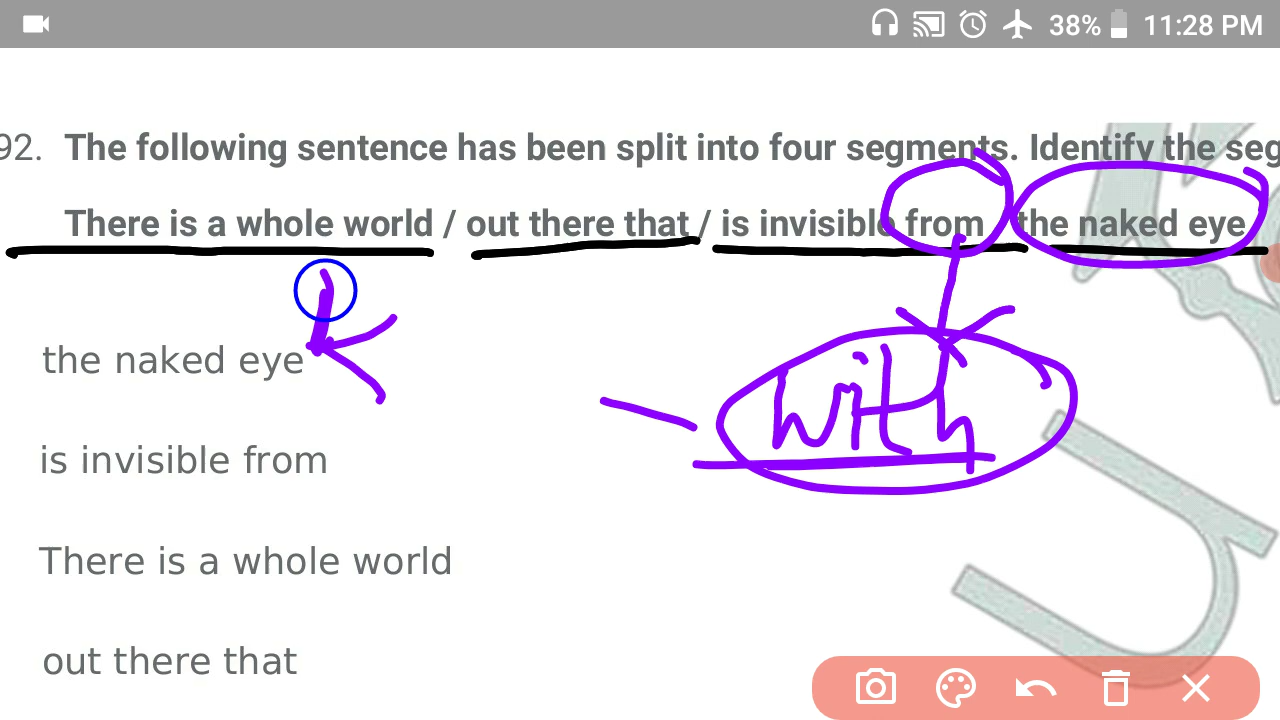 38% 11:28 PM
92. The following sentence has been split into four segments. Identify the seg
There is a whole world / out there that / is invisible from the naked eye
with
the naked eye
is invisible from
There is a whole world
out there that